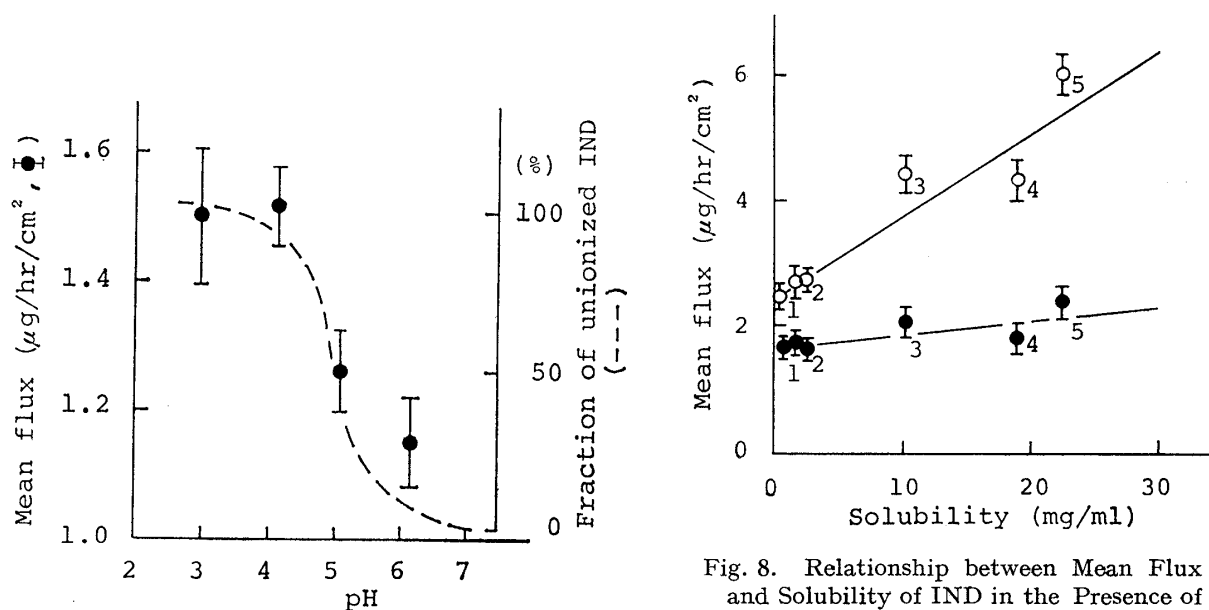 Mean flux (μg/hr/cm², ●)
1.6
1.4
1.2
1.0
2 3 4 5 6 7
pH
(%)
100
50
0
Fraction of unionized IND
(---)
Mean flux (μg/hr/cm²)
6
4
2
0
1 2 3 4 5
1 2 3 4 5
0 10 20 30
Solubility (mg/ml)
Fig. 8. Relationship between Mean Flux
and Solubility of IND in the Presence of